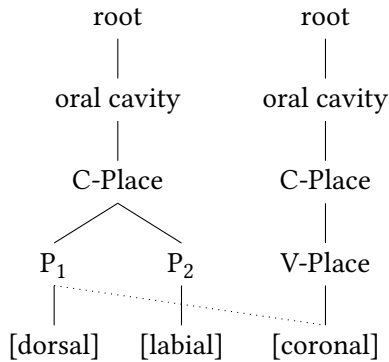 root root
oral cavity oral cavity
C-Place C-Place
P₁ P₂ V-Place
[dorsal] [labial] [coronal]